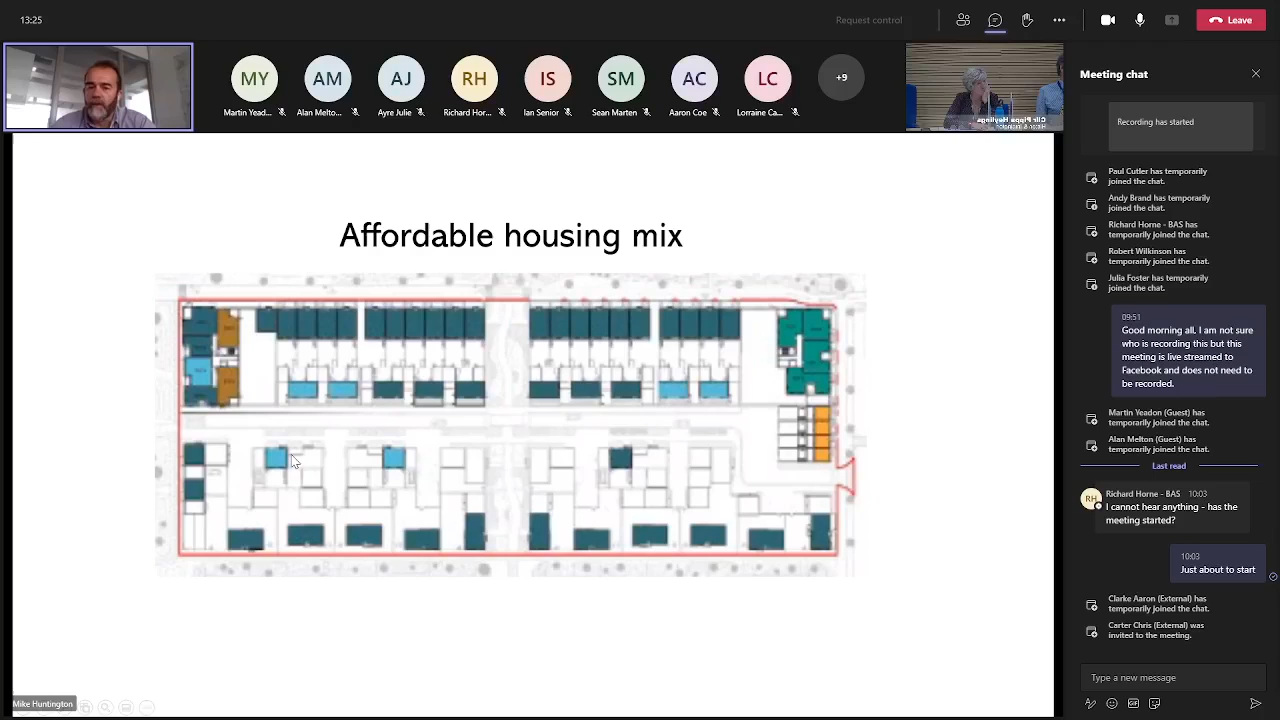 13:25
Request control
Leave
MY
AM
AJ
RH
IS
SM
AC
LC
+9
Martin Yead...
Ayre Julie
Richard Hor...
Ian Senior
Sean Marten
Aaron Coe
Lorraine Ca...
Cllr Pippa Heylings
Meeting chat
Recording has started
Paul Cutler has temporarily
joined the chat.
Andy Brand has temporarily
joined the chat.
RIchard Horne - BAS has
temporarily joined the chat.
Robert Wilkinson has
temporarily joined the chat.
Julia Foster has temporarily
joined the chat.
09:51
Good morning all. I am not sure
who is recording this but this
meeting is live streamed to
Facebook and does not need to
be recorded.
Martin Yeadon (Guest) has
temporarily joined the chat.
Alan Melton (Guest) has
temporarily joined the chat.
Last read
RH
Richard Horne - BAS 10:03
I cannot hear anything - has the
meeting started?
10:03
Just about to start
Clarke Aaron (External) has
temporarily joined the chat.
Carter Chris (External) was
invited to the meeting.
Type a new message
Affordable housing mix
Mike Huntington